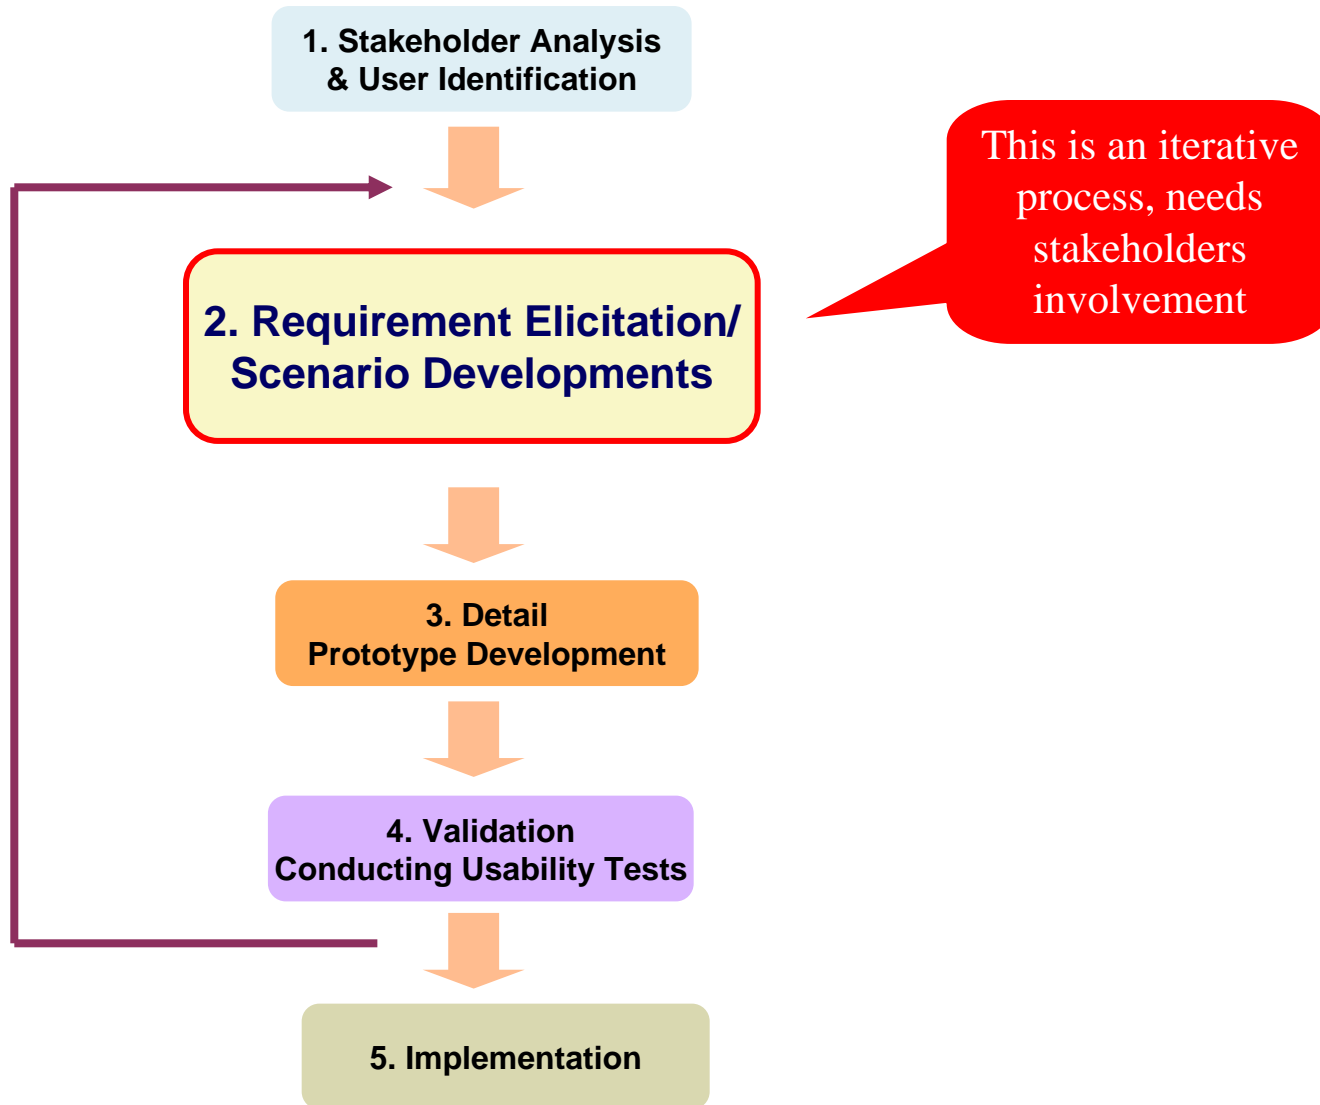 1. Stakeholder Analysis
& User Identification
This is an iterative
process, needs
stakeholders
involvement
2. Requirement Elicitation/
Scenario Developments
3. Detail
Prototype Development
4. Validation
Conducting Usability Tests
5. Implementation